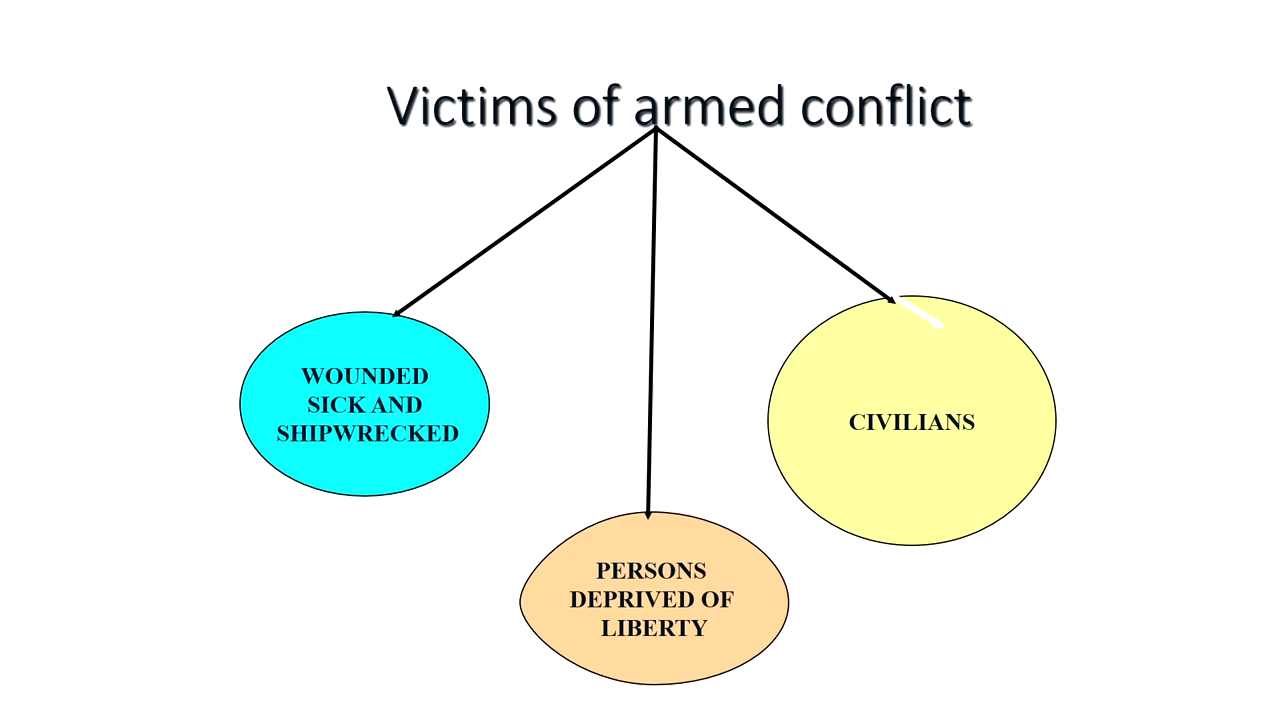 Victims of armed conflict
WOUNDED
SICK AND
SHIPWRECKED
CIVILIANS
PERSONS
DEPRIVED OF
LIBERTY